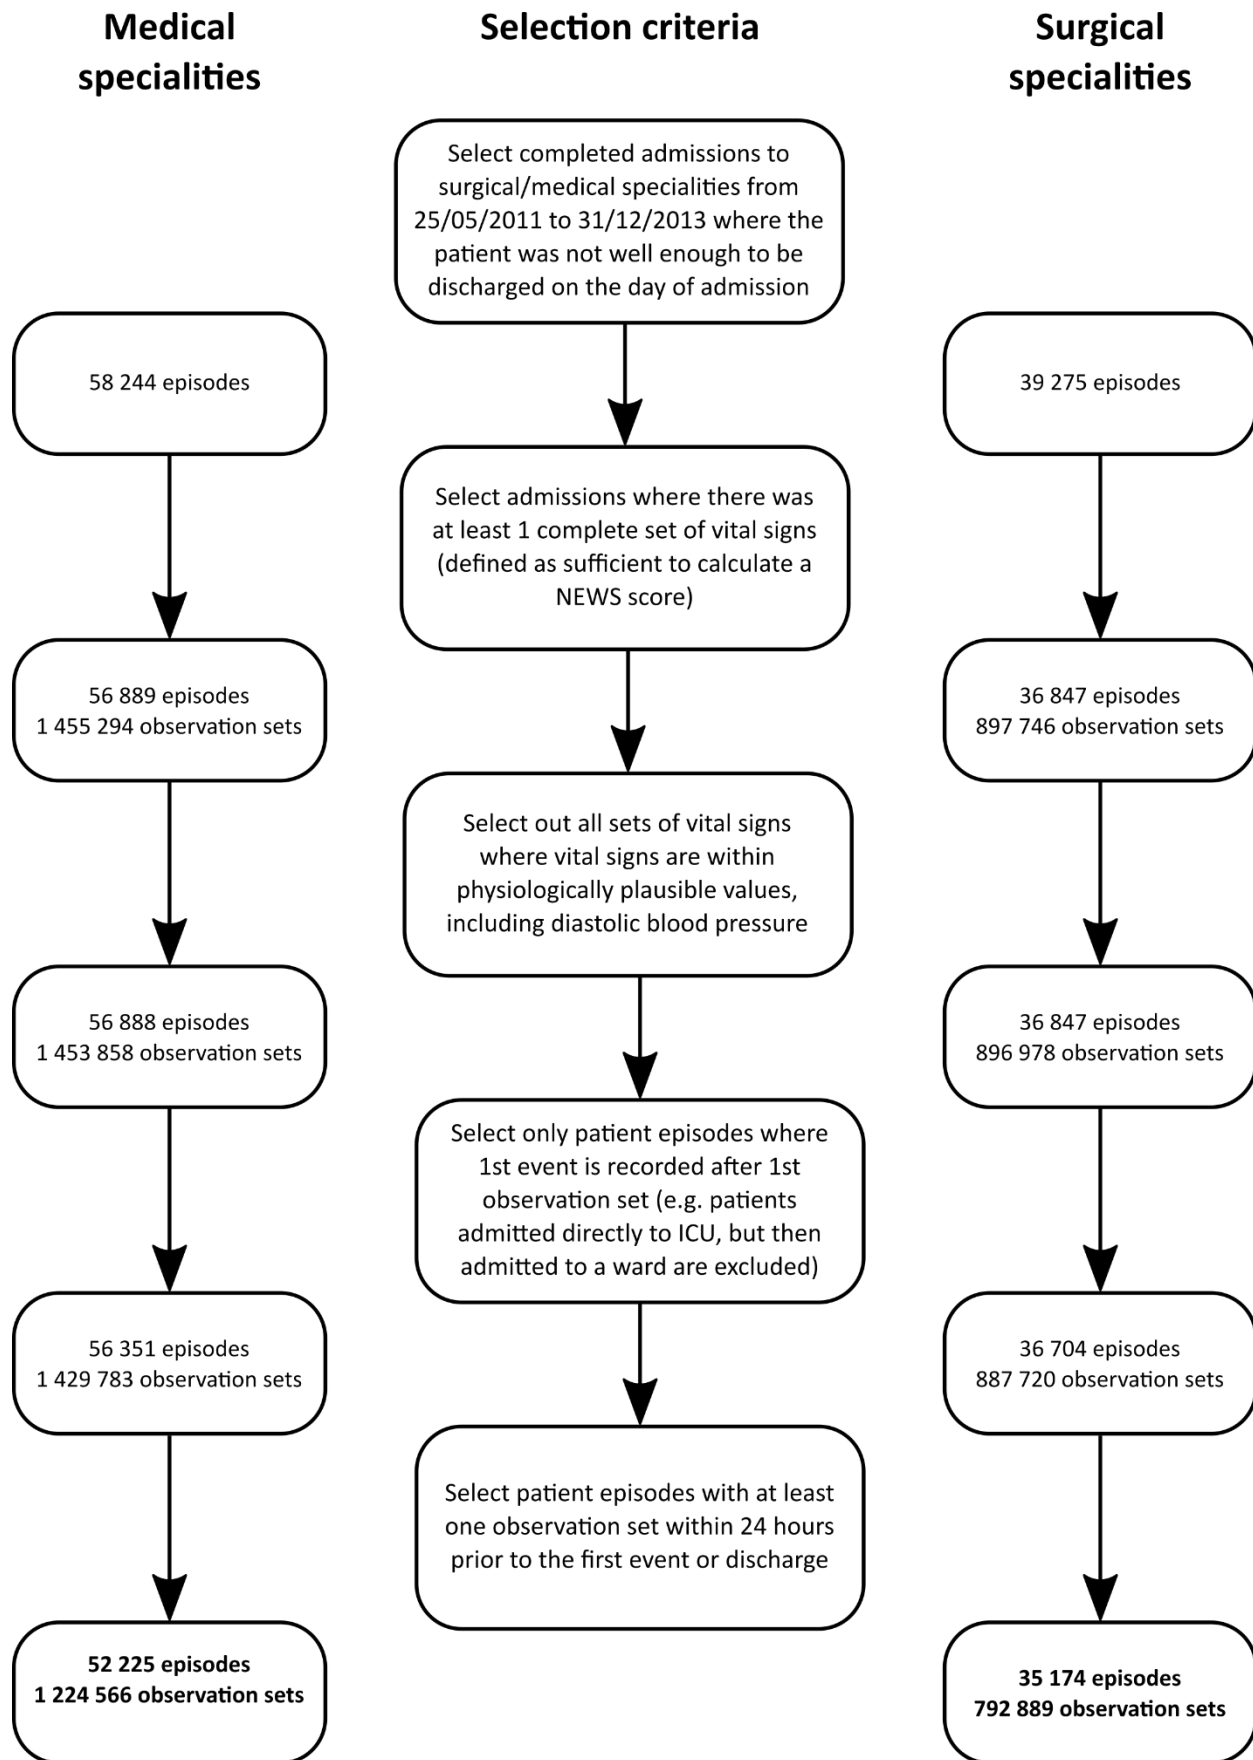 Medical
specialities
Selection criteria
Surgical
specialities
Select completed admissions to
surgical/medical specialities from
25/05/2011 to 31/12/2013 where the
patient was not well enough to be
discharged on the day of admission
58 244 episodes
39 275 episodes
Select admissions where there was
at least 1 complete set of vital signs
(defined as sufficient to calculate a
NEWS score)
56 889 episodes
1 455 294 observation sets
36 847 episodes
897 746 observation sets
Select out all sets of vital signs
where vital signs are within
physiologically plausible values,
including diastolic blood pressure
56 888 episodes
1 453 858 observation sets
36 847 episodes
896 978 observation sets
Select only patient episodes where
1st event is recorded after 1st
observation set (e.g. patients
admitted directly to ICU, but then
admitted to a ward are excluded)
56 351 episodes
1 429 783 observation sets
36 704 episodes
887 720 observation sets
Select patient episodes with at least
one observation set within 24 hours
prior to the first event or discharge
52 225 episodes
1 224 566 observation sets
35 174 episodes
792 889 observation sets